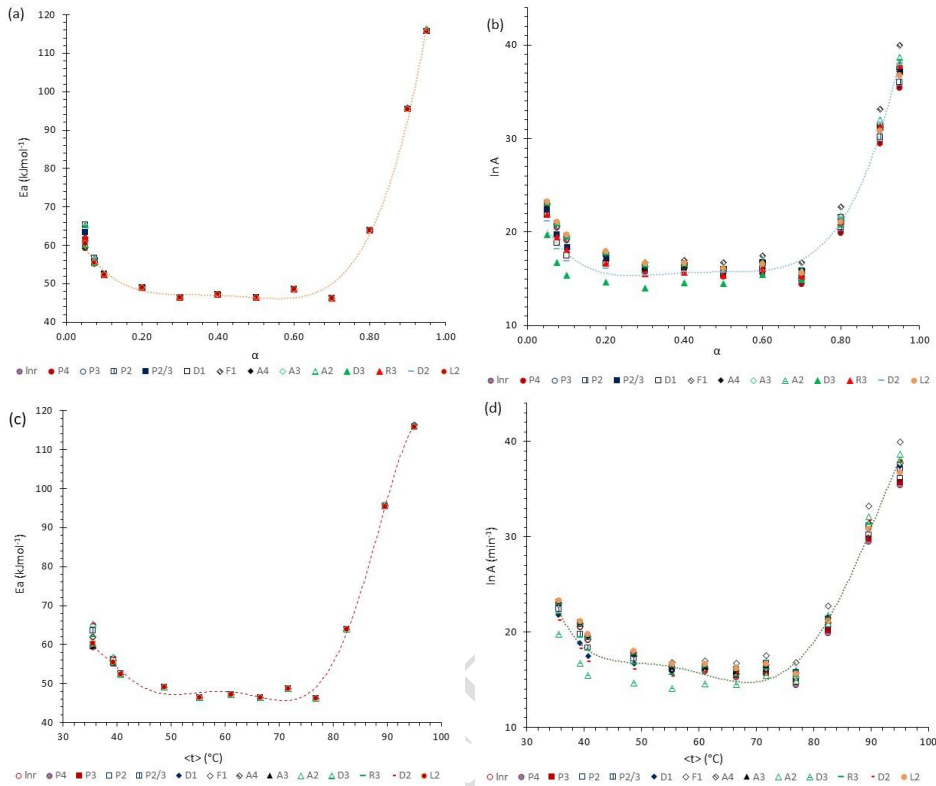 (a)
120
110
100
90
80
70
60
50
40
Ea (kJmol-1)
0.00 0.20 0.40 0.60 0.80 1.00
α
lnr P4 P3 P2 P2/3 D1 F1 A4 A3 A2 D3 R3 D2 L2
(b)
40
30
20
10
ln A
0.00 0.20 0.40 0.60 0.80 1.00
α
lnr P4 P3 P2 P2/3 D1 F1 A4 A3 A2 D3 R3 D2 L2
(c)
120
110
100
90
80
70
60
50
40
Ea (kJmol-1)
30 40 50 60 70 80 90 100
<t> (°C)
lnr P4 P3 P2 P2/3 D1 F1 A4 A3 A2 D3 R3 D2 L2
(d)
40
30
20
10
ln A (min-1)
30 40 50 60 70 80 90 100
<t> (°C)
lnr P4 P3 P2 P2/3 D1 F1 A4 A3 A2 D3 R3 D2 L2